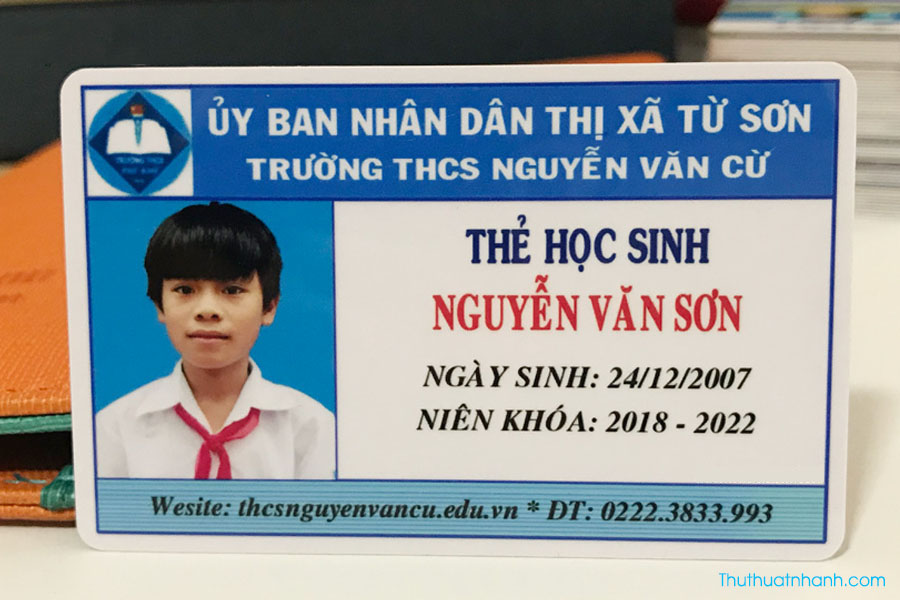 ỦY BAN NHÂN DÂN THỊ XÃ TỪ SƠN
TRƯỜNG THCS NGUYỄN VĂN CỪ
TRƯỜNG THCS
THẺ HỌC SINH
NGUYỄN VĂN SƠN
NGÀY SINH: 24/12/2007
NIÊN KHÓA: 2018 - 2022
Wesite: thcsnguyenvancu.edu.vn * ĐT: 0222.3833.993
Thuthuatnhanh.com